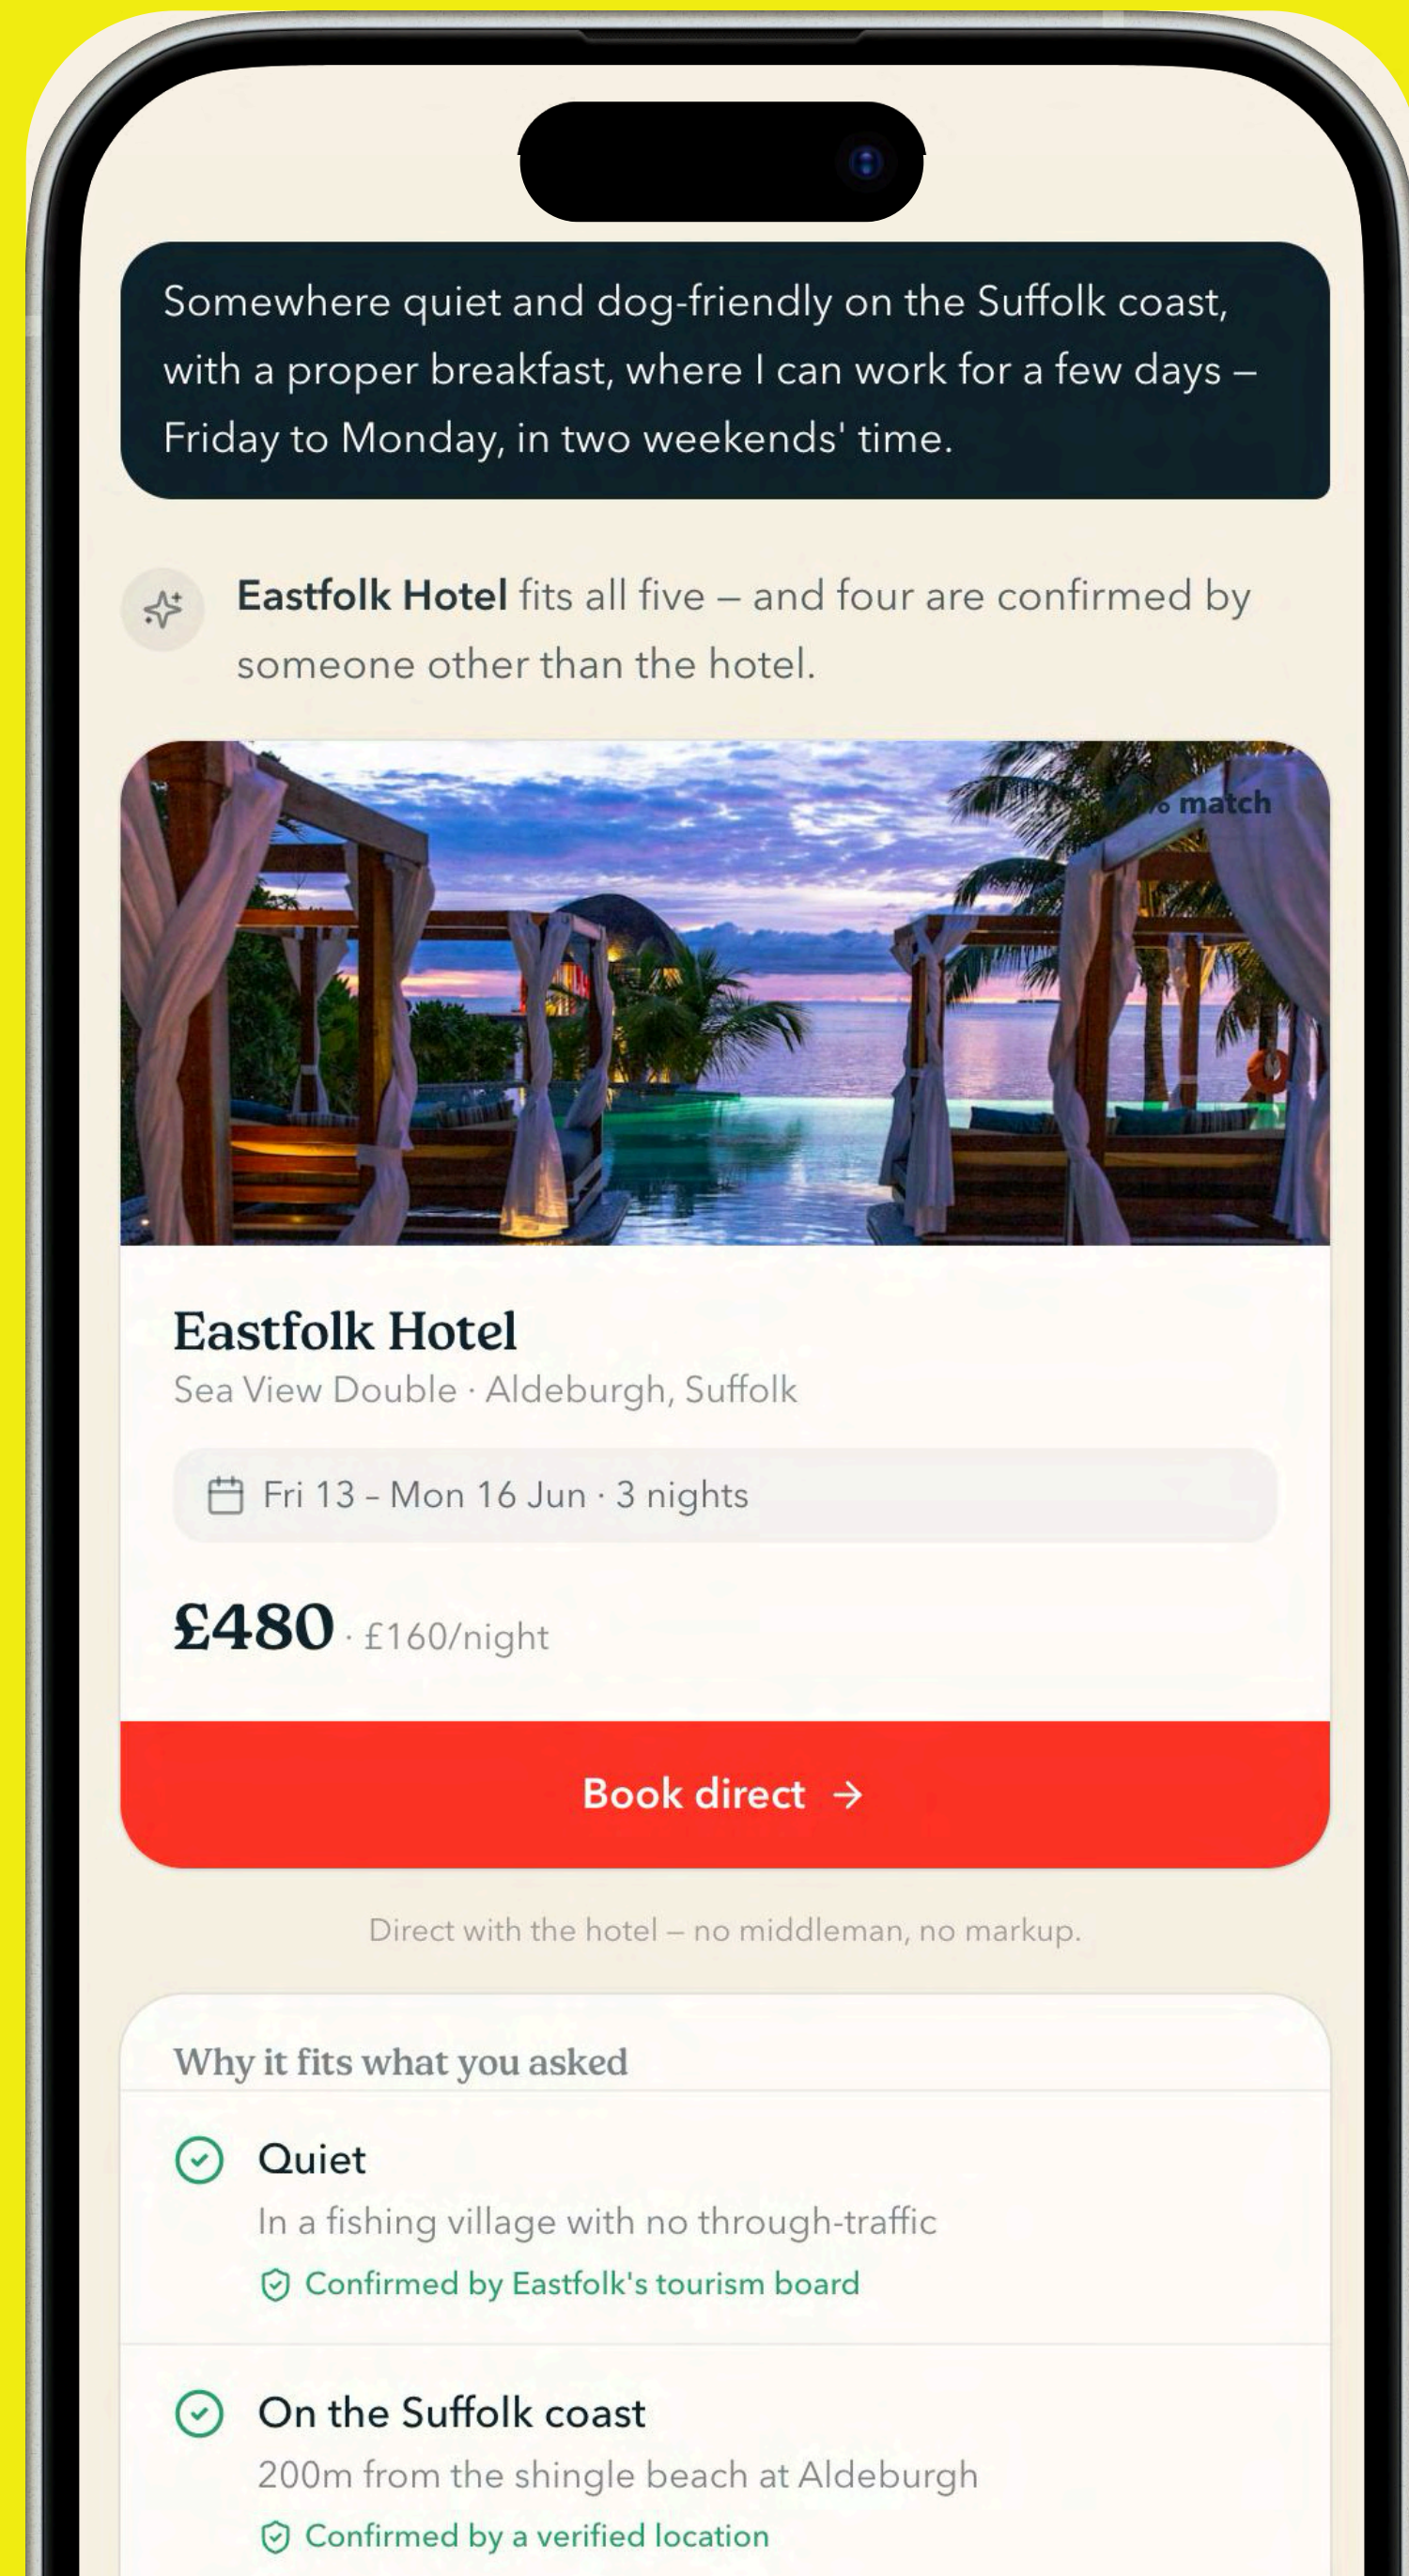 Somewhere quiet and dog-friendly on the Suffolk coast,
with a proper breakfast, where I can work for a few days –
Friday to Monday, in two weekends' time.
Eastfolk Hotel fits all five – and four are confirmed by
someone other than the hotel.
% match
Eastfolk Hotel
Sea View Double · Aldeburgh, Suffolk
Fri 13 – Mon 16 Jun · 3 nights
£480 · £160/night
Book direct →
Direct with the hotel – no middleman, no markup.
Why it fits what you asked
Quiet
In a fishing village with no through-traffic
Confirmed by Eastfolk's tourism board
On the Suffolk coast
200m from the shingle beach at Aldeburgh
Confirmed by a verified location